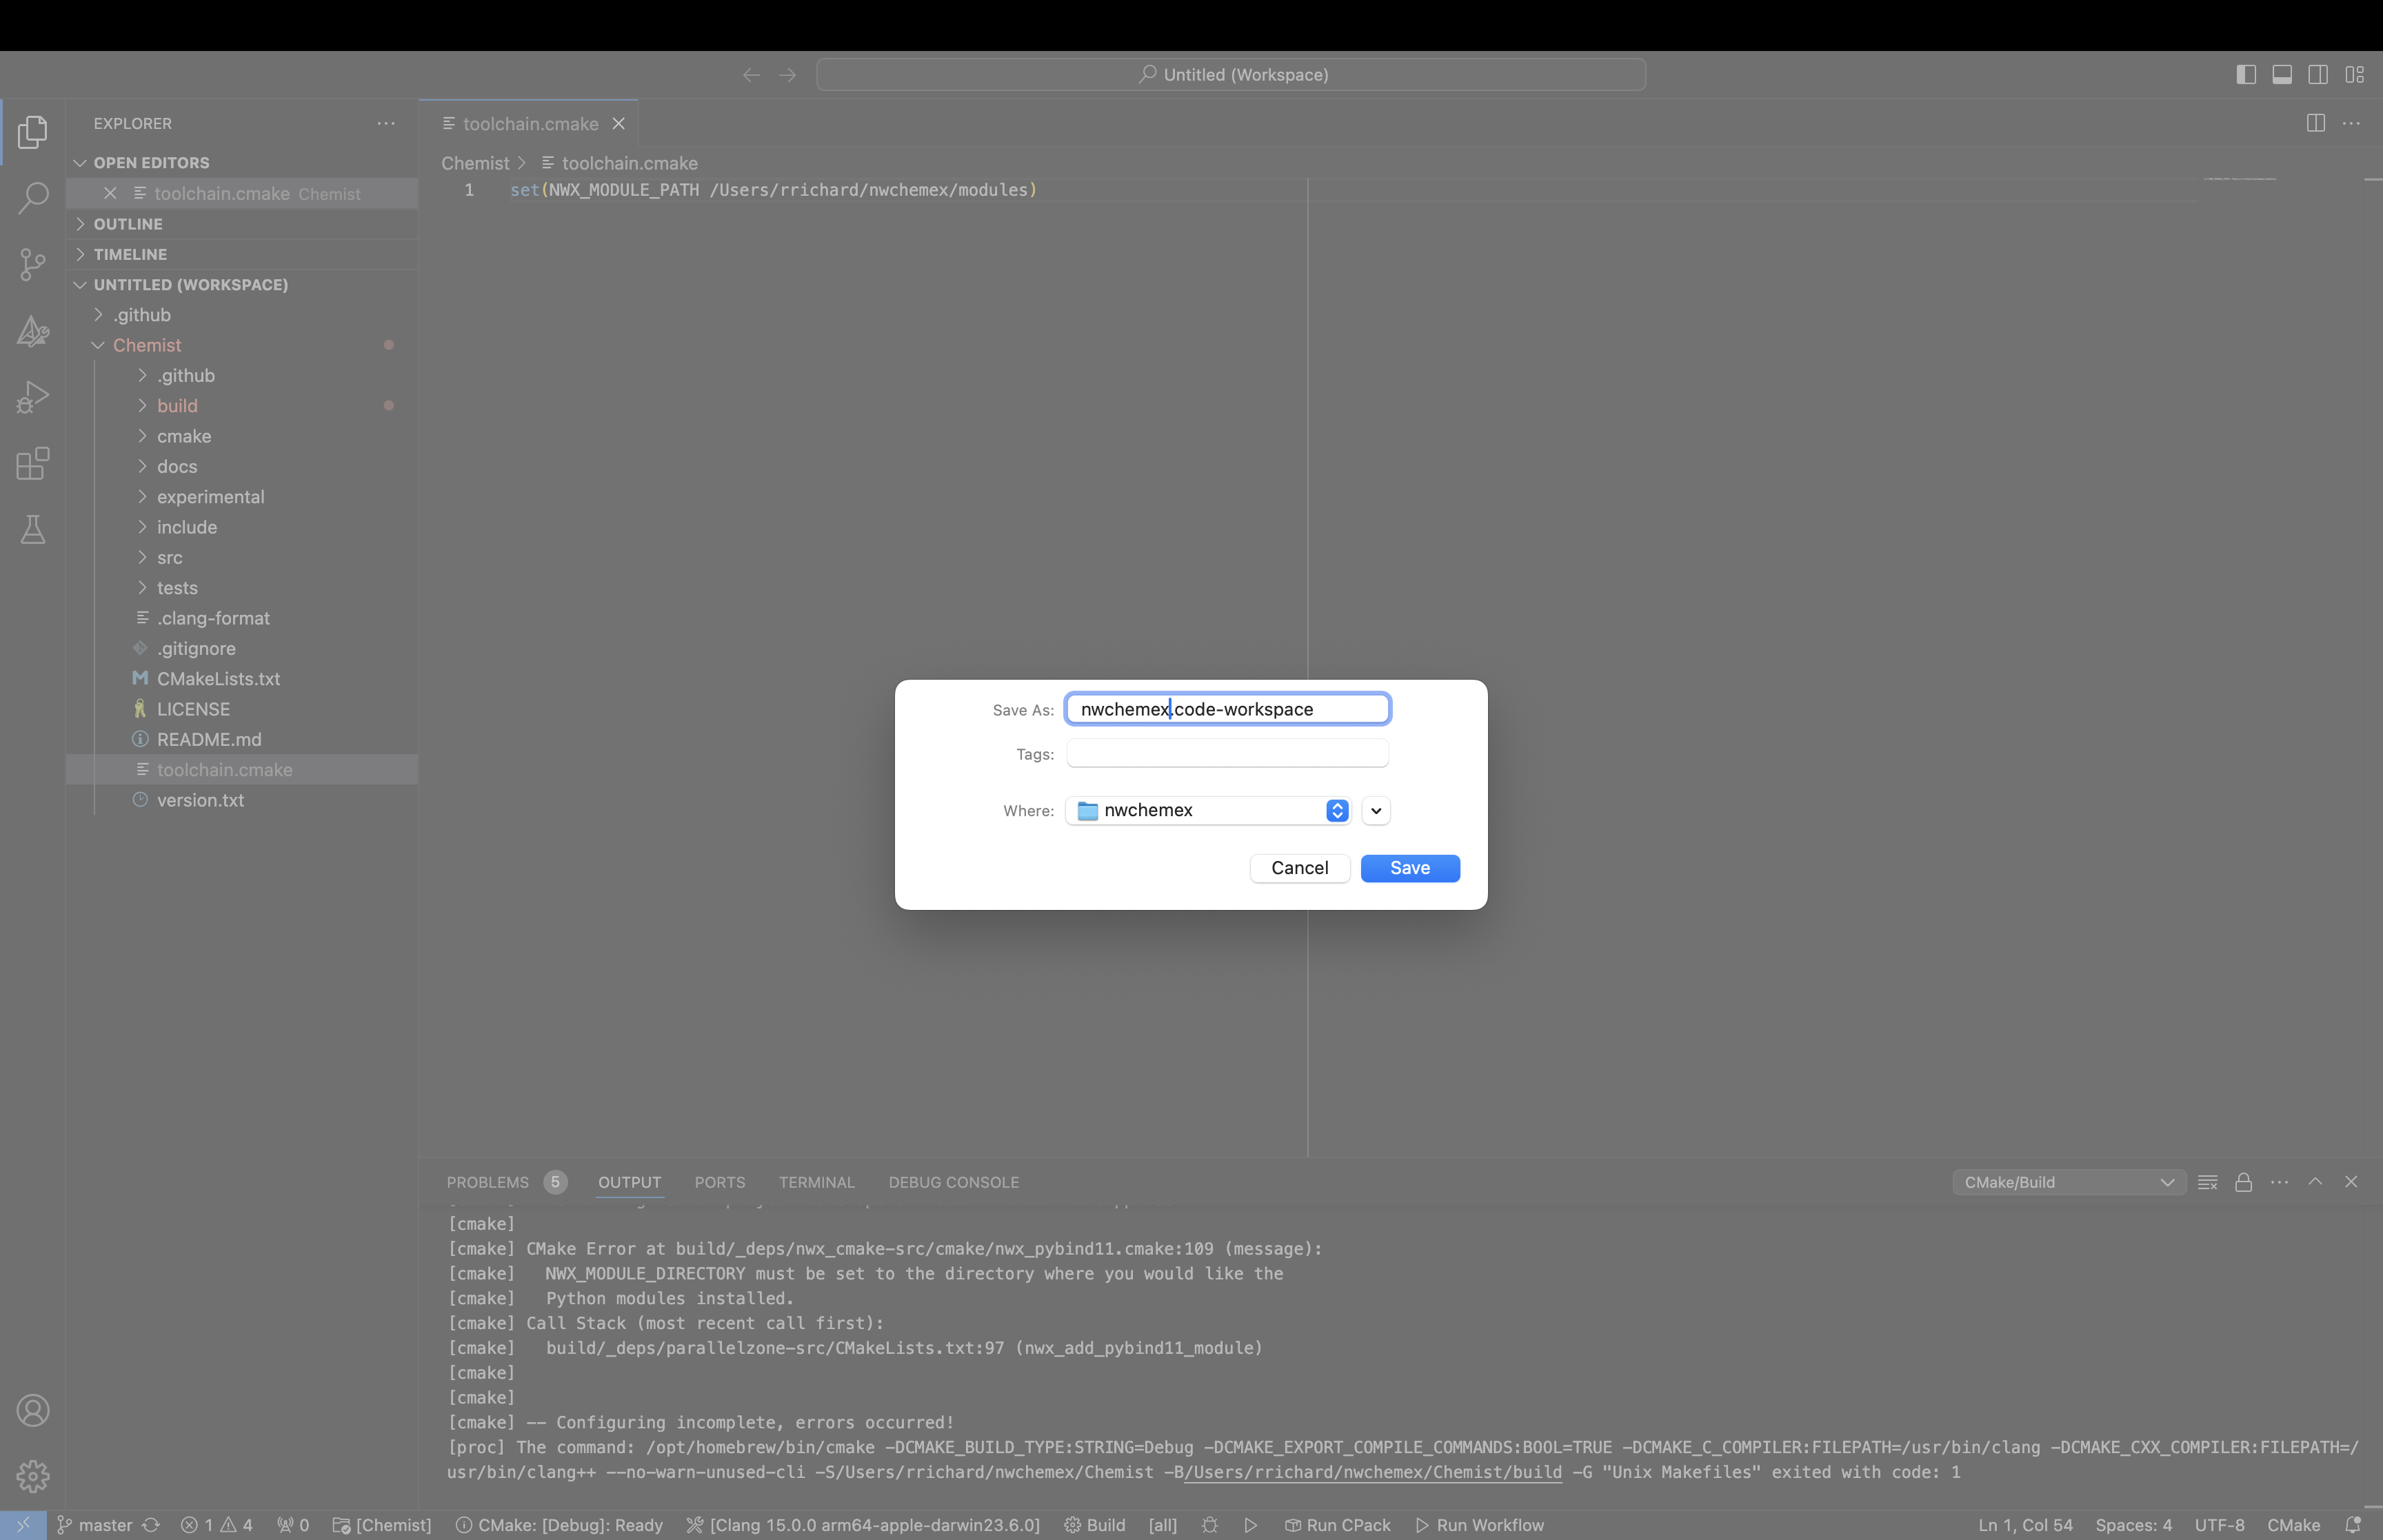 Untitled (Workspace)
EXPLORER
OPEN EDITORS
toolchain.cmake Chemist
OUTLINE
TIMELINE
UNTITLED (WORKSPACE)
.github
Chemist
.github
build
cmake
docs
experimental
include
src
tests
.clang-format
.gitignore
CMakeLists.txt
LICENSE
README.md
toolchain.cmake
version.txt
toolchain.cmake
Chemist > toolchain.cmake
1 set(NWX_MODULE_PATH /Users/rrichard/nwchemex/modules)
Save As: nwchemex.code-workspace
Tags:
Where: nwchemex
Cancel Save
PROBLEMS 5 OUTPUT PORTS TERMINAL DEBUG CONSOLE CMake/Build
[cmake]
[cmake] CMake Error at build/_deps/nwx_cmake-src/cmake/nwx_pybind11.cmake:109 (message):
[cmake]   NWX_MODULE_DIRECTORY must be set to the directory where you would like the
[cmake]   Python modules installed.
[cmake] Call Stack (most recent call first):
[cmake]   build/_deps/parallelzone-src/CMakeLists.txt:97 (nwx_add_pybind11_module)
[cmake]
[cmake]
[cmake] -- Configuring incomplete, errors occurred!
[proc] The command: /opt/homebrew/bin/cmake -DCMAKE_BUILD_TYPE:STRING=Debug -DCMAKE_EXPORT_COMPILE_COMMANDS:BOOL=TRUE -DCMAKE_C_COMPILER:FILEPATH=/usr/bin/clang -DCMAKE_CXX_COMPILER:FILEPATH=/
usr/bin/clang++ --no-warn-unused-cli -S/Users/rrichard/nwchemex/Chemist -B/Users/rrichard/nwchemex/Chemist/build -G "Unix Makefiles" exited with code: 1
master 1 4 0 [Chemist] CMake: [Debug]: Ready [Clang 15.0.0 arm64-apple-darwin23.6.0] Build [all] Run CPack Run Workflow Ln 1, Col 54 Spaces: 4 UTF-8 CMake